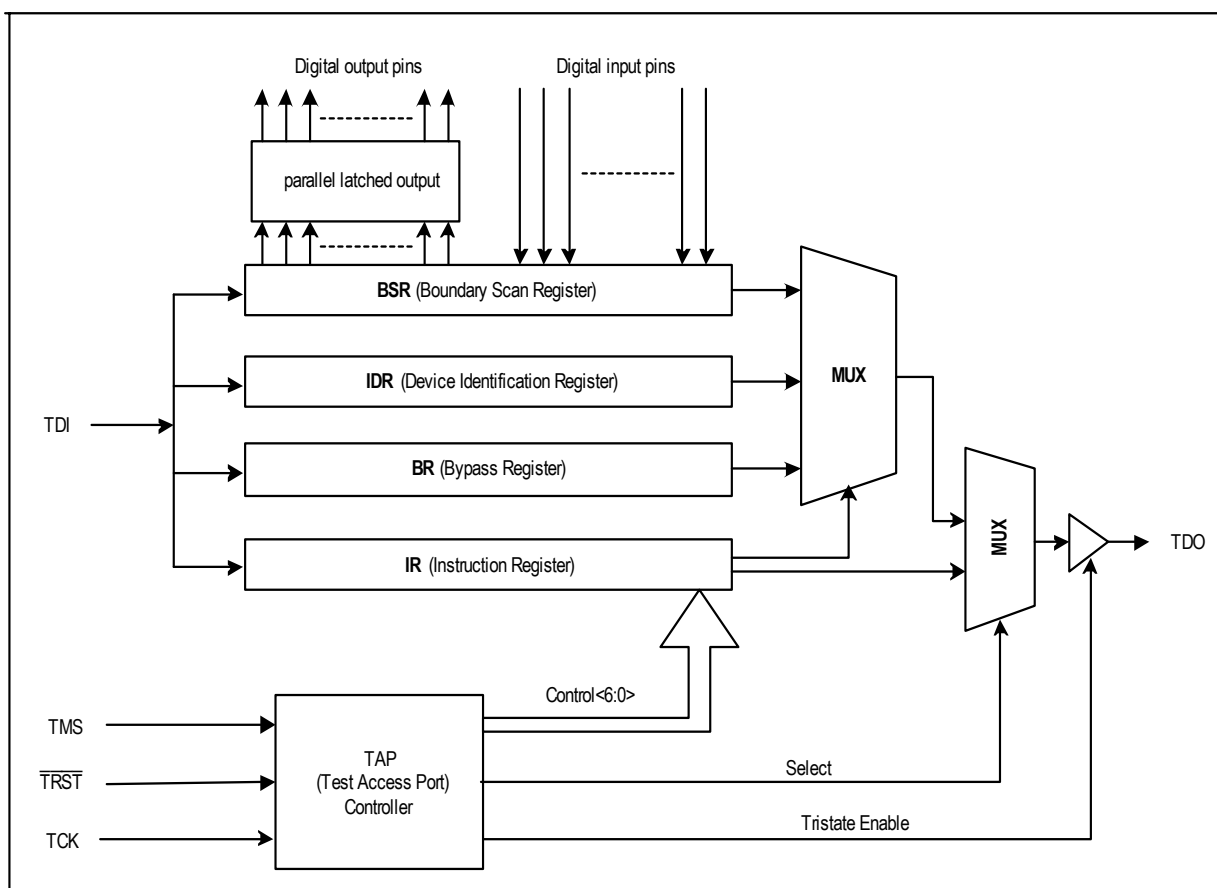 Digital output pins
Digital input pins
parallel latched output
BSR (Boundary Scan Register)
IDR (Device Identification Register)
MUX
TDI
BR (Bypass Register)
MUX
TDO
IR (Instruction Register)
Control<6:0>
TMS
TAP
(Test Access Port)
Controller
T̅R̅S̅T̅
Select
TCK
Tristate Enable